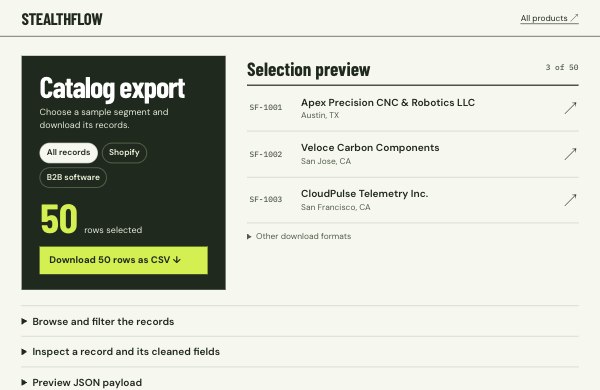 STEALTHFLOW
All products ↗
Catalog export
Choose a sample segment and
download its records.
All records
Shopify
B2B software
50 rows selected
Download 50 rows as CSV ↓
Selection preview
3 of 50
SF-1001
Apex Precision CNC & Robotics LLC
Austin, TX
SF-1002
Veloce Carbon Components
San Jose, CA
SF-1003
CloudPulse Telemetry Inc.
San Francisco, CA
Other download formats
Browse and filter the records
Inspect a record and its cleaned fields
Preview JSON payload